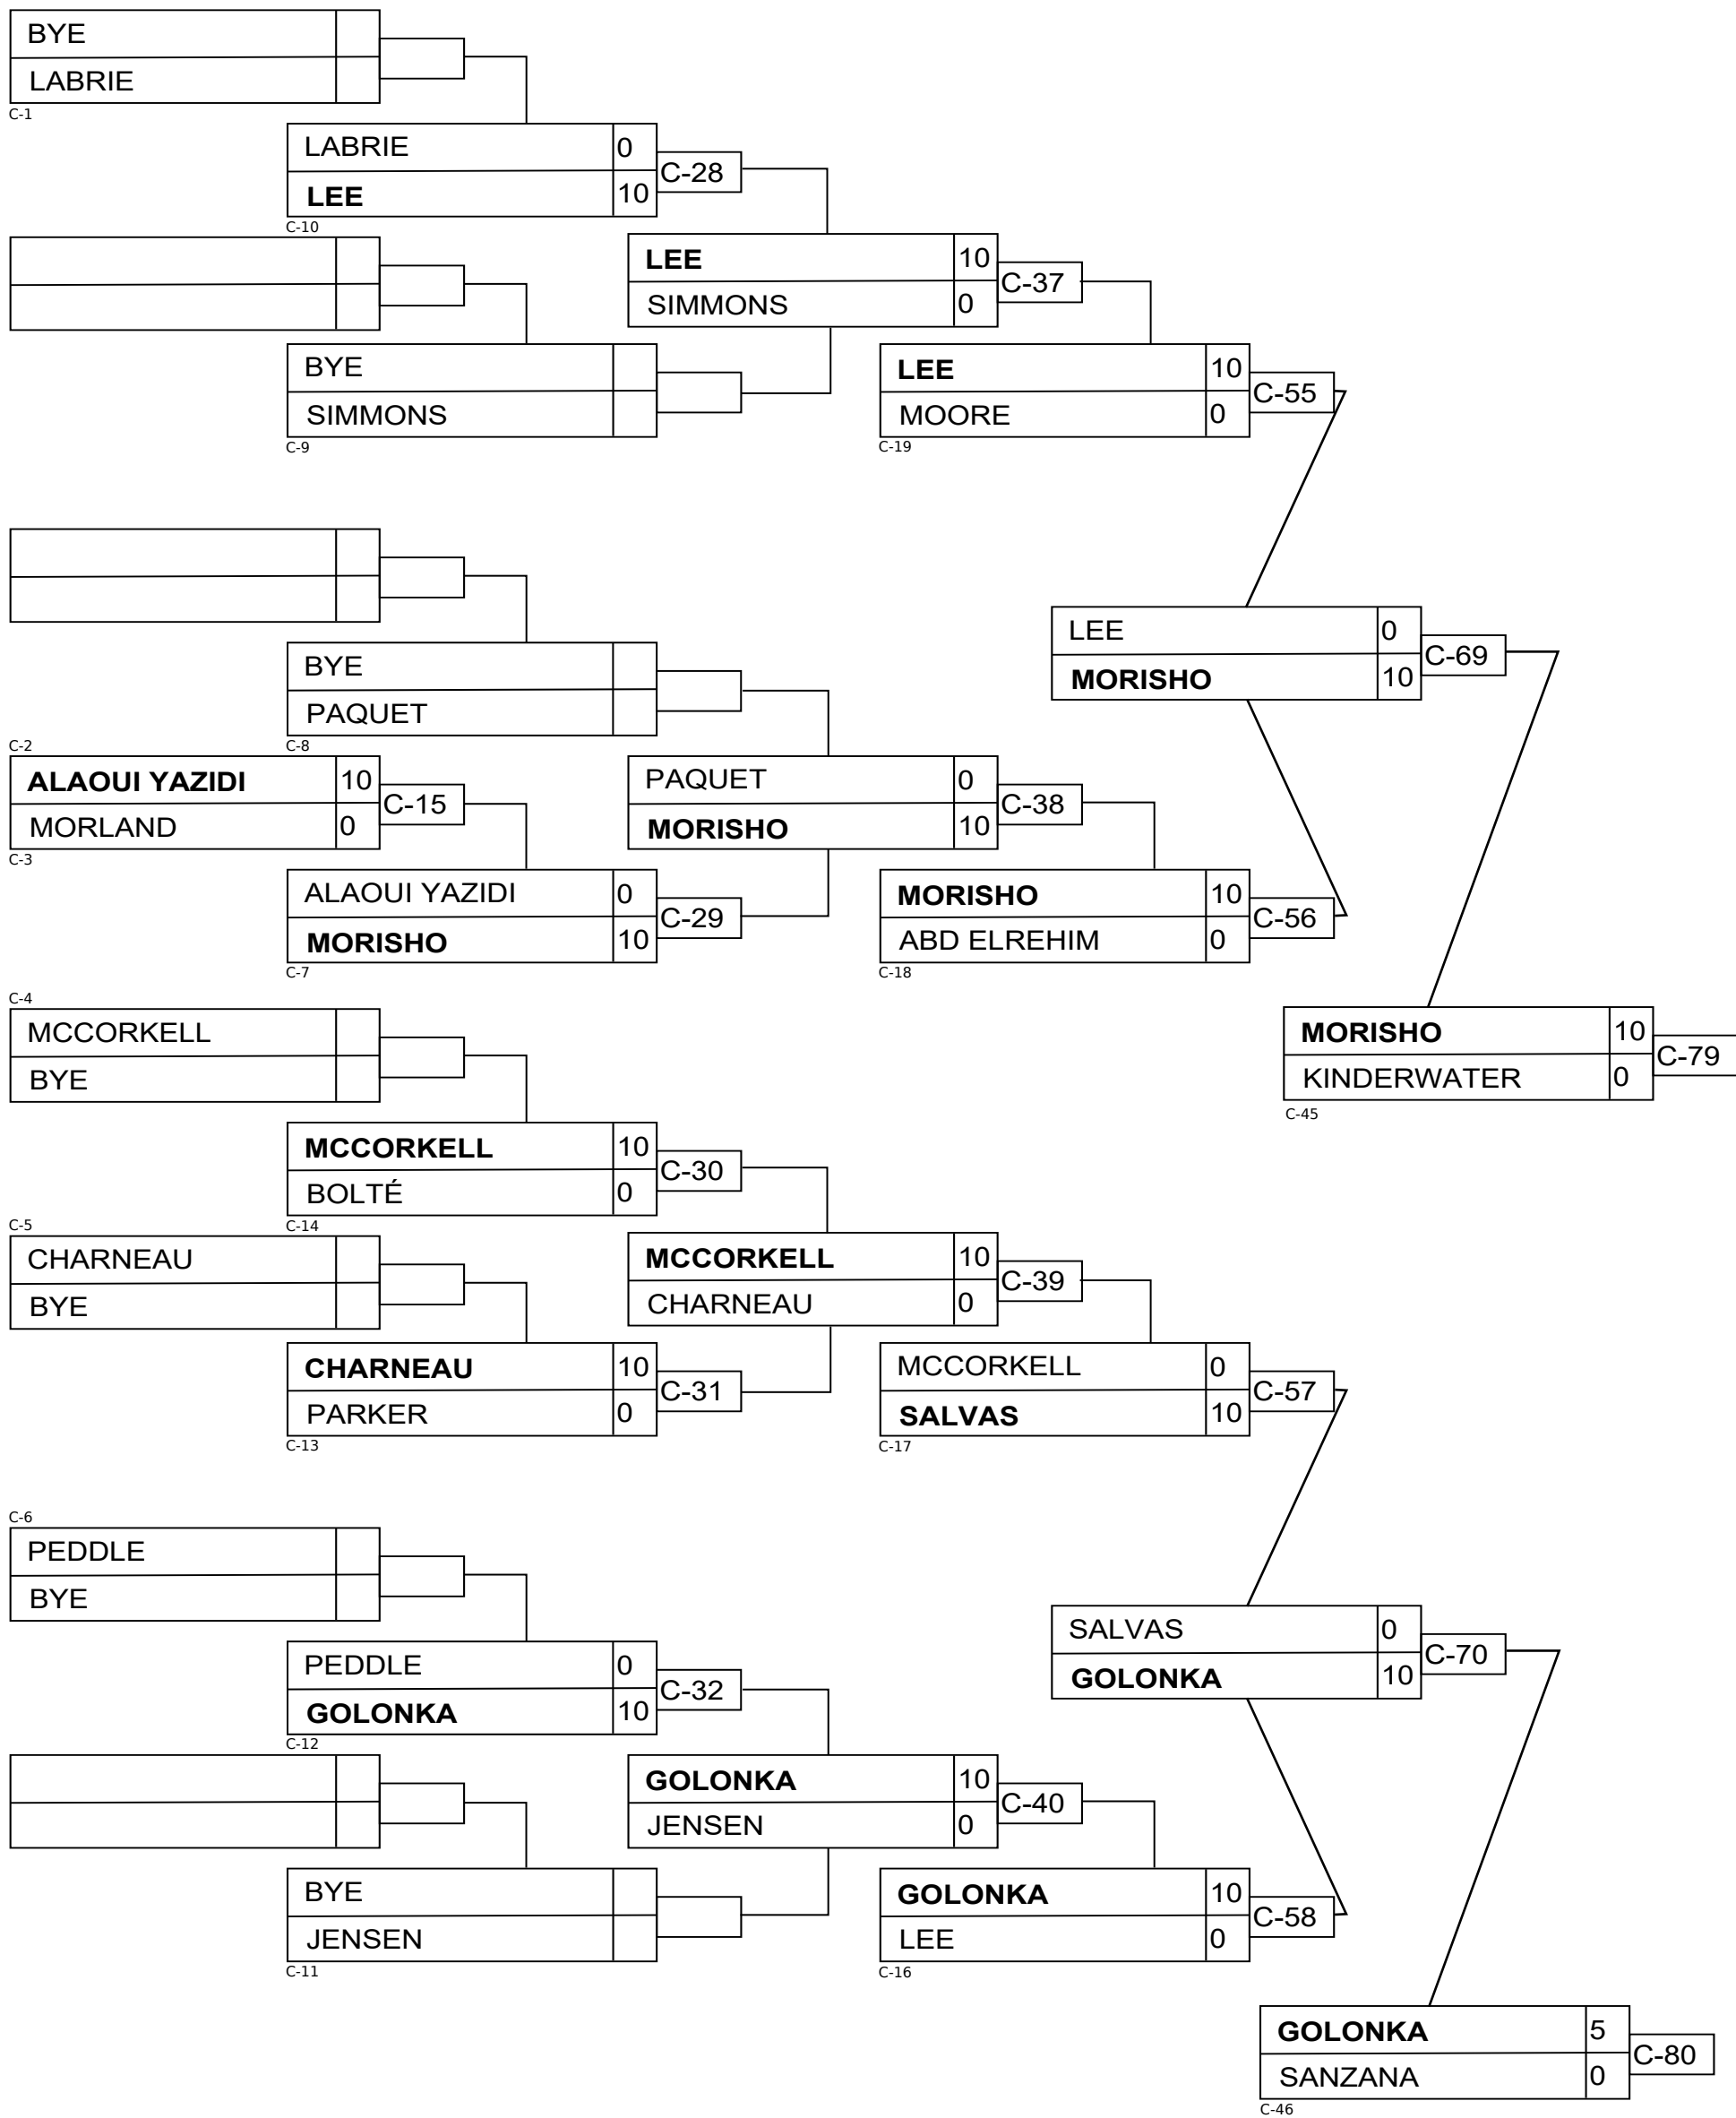 BYE
LABRIE
C-1
LABRIE 0
C-28
LEE 10
C-10
LEE 10
C-37
SIMMONS 0
BYE
SIMMONS
C-9
LEE 10
C-55
MOORE 0
C-19
LEE 0
C-69
MORISHO 10
BYE
PAQUET
C-8
C-2
ALAOUI YAZIDI 10
C-15
MORLAND 0
C-3
PAQUET 0
C-38
MORISHO 10
ALAOUI YAZIDI 0
C-29
MORISHO 10
C-7
MORISHO 10
C-56
ABD ELREHIM 0
C-18
C-4
MCCORKELL
BYE
MORISHO 10
C-79
KINDERWATER 0
C-45
MCCORKELL 10
C-30
BOLTÉ 0
C-14
C-5
CHARNEAU
BYE
MCCORKELL 10
C-39
CHARNEAU 0
CHARNEAU 10
C-31
PARKER 0
C-13
MCCORKELL 0
C-57
SALVAS 10
C-17
C-6
PEDDLE
BYE
SALVAS 0
C-70
GOLONKA 10
PEDDLE 0
C-32
GOLONKA 10
C-12
GOLONKA 10
C-40
JENSEN 0
BYE
JENSEN
C-11
GOLONKA 10
C-58
LEE 0
C-16
GOLONKA 5
C-80
SANZANA 0
C-46